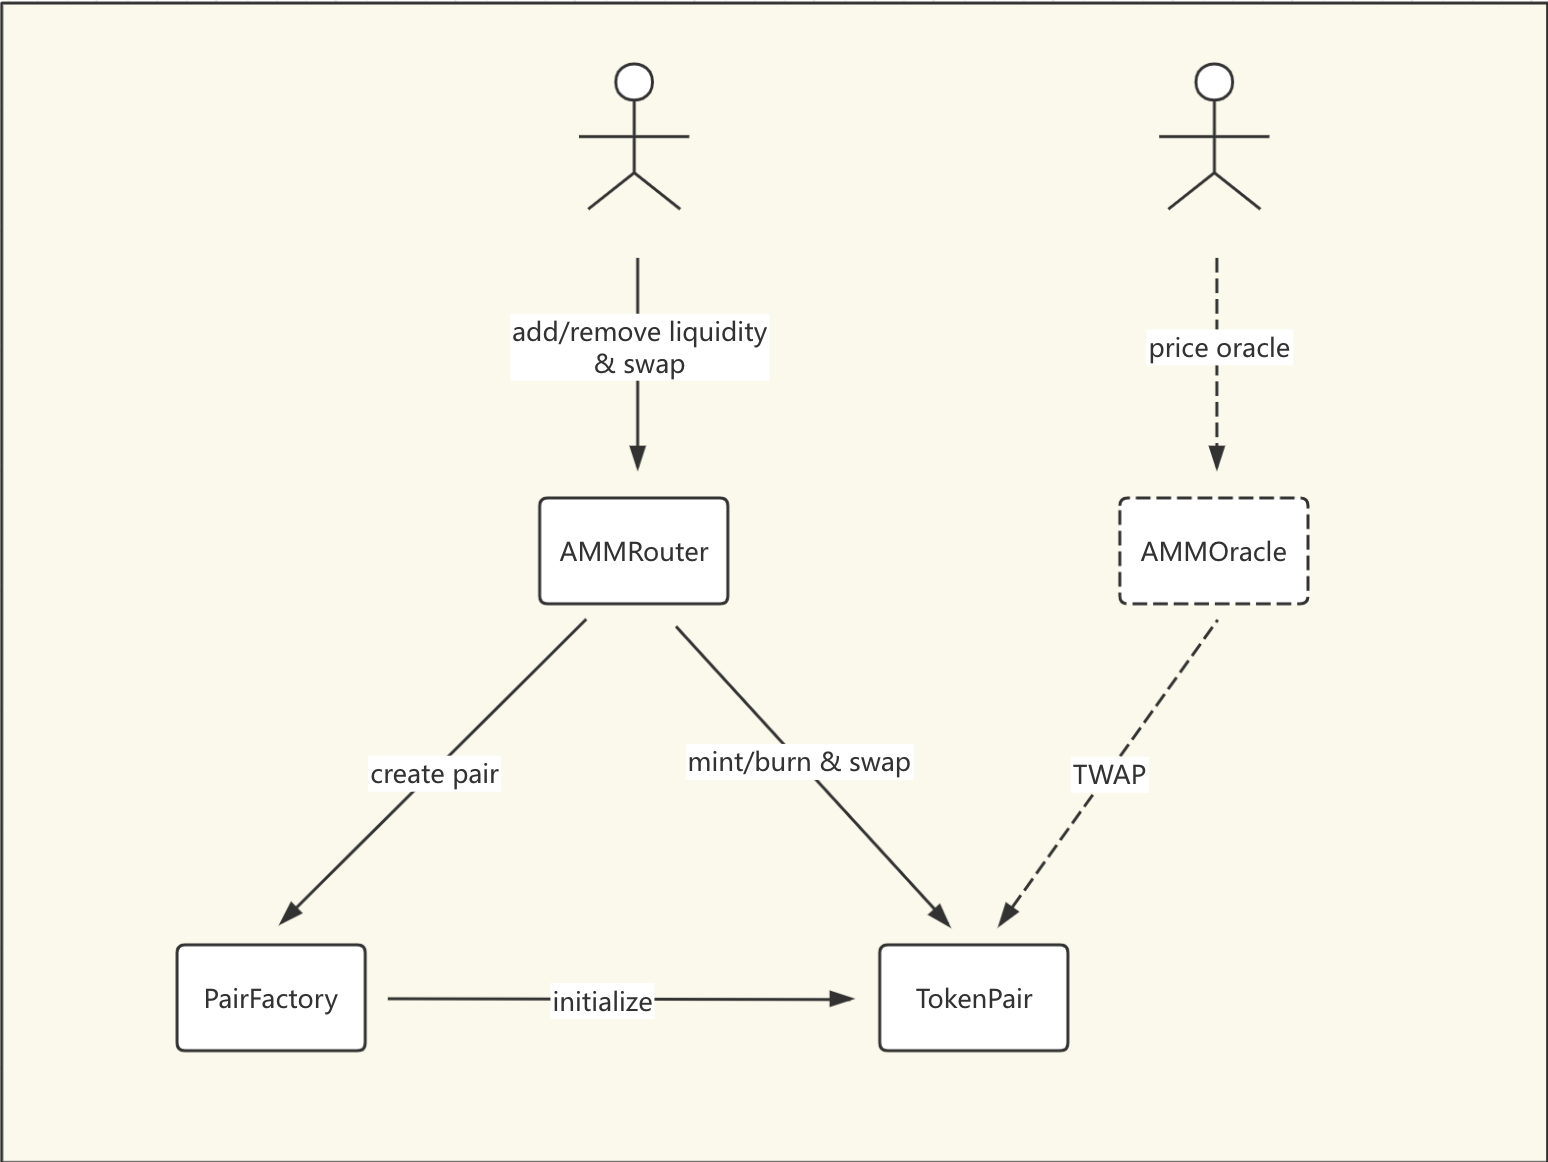 add/remove liquidity
& swap
price oracle
AMMRouter
AMMOracle
create pair
mint/burn & swap
TWAP
PairFactory
initialize
TokenPair